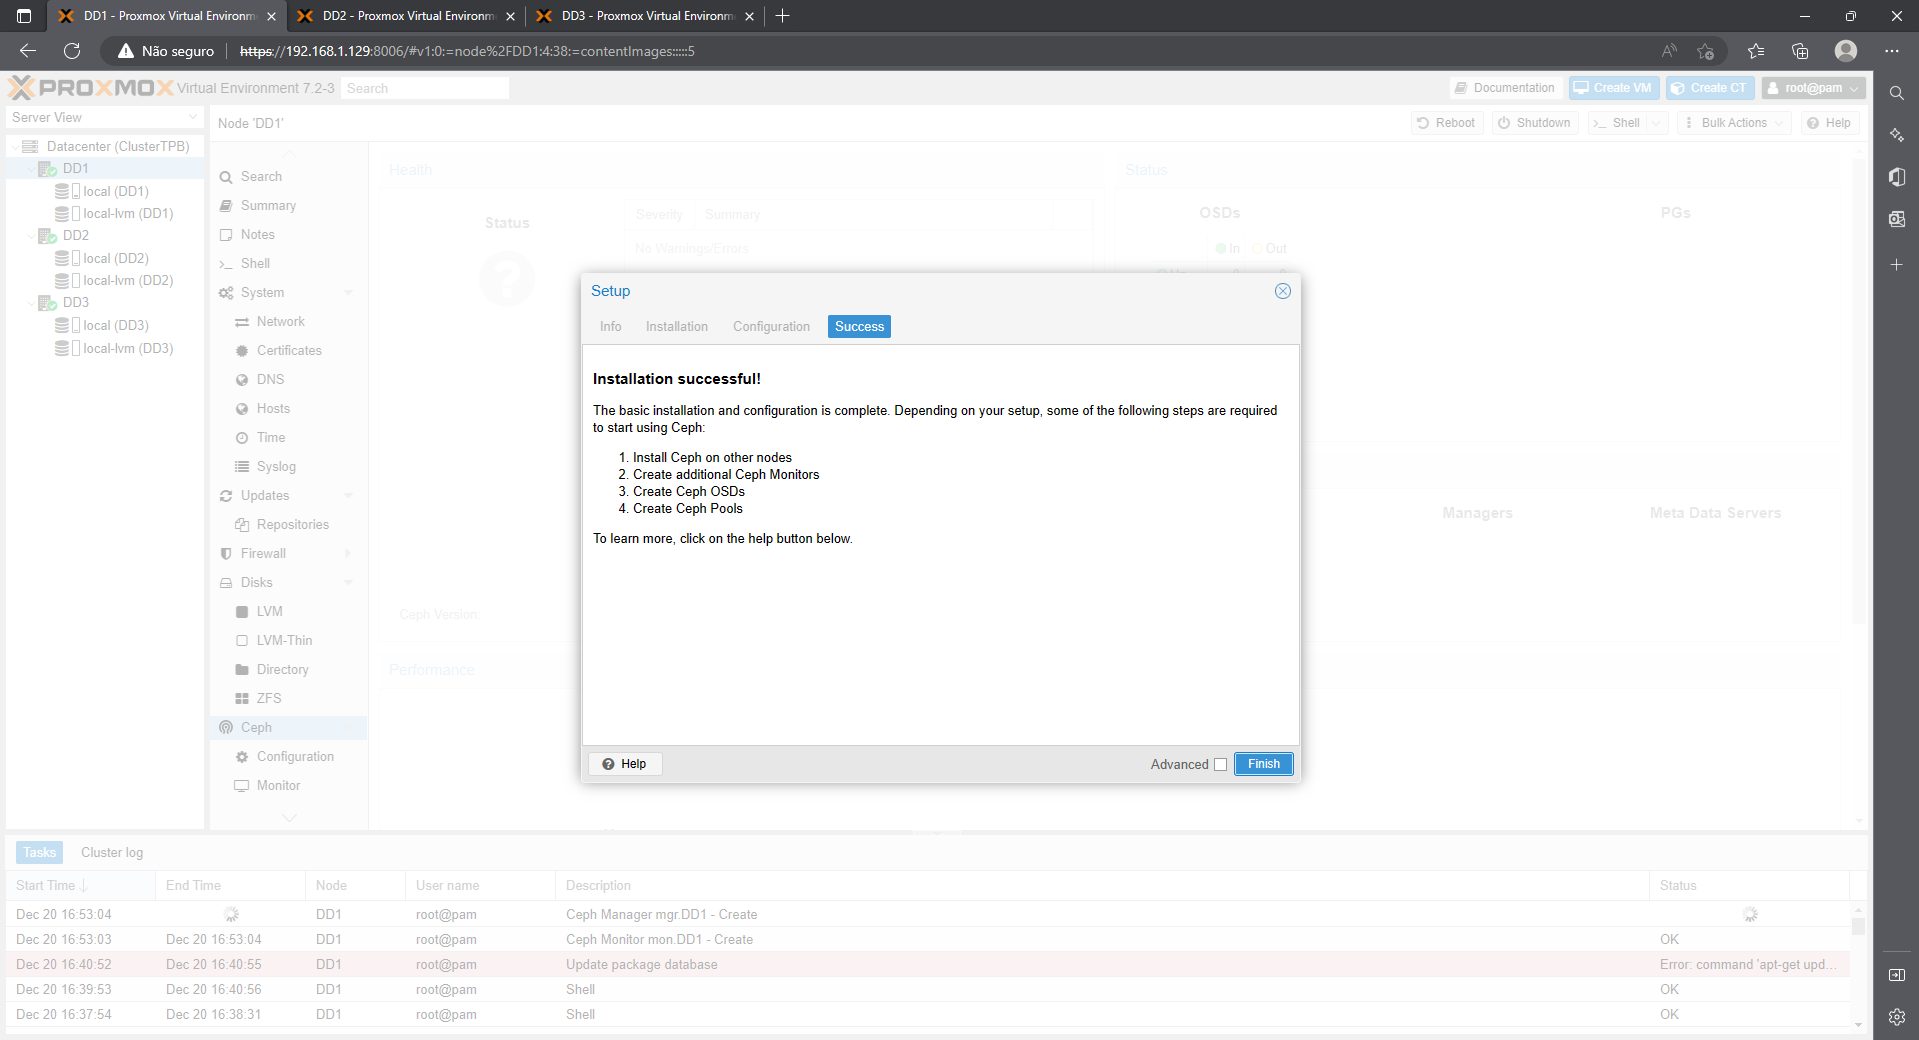 DD1 - Proxmox Virtual Environm
DD2 - Proxmox Virtual Environm
DD3 - Proxmox Virtual Environm
Não seguro
https://192.168.1.129:8006/#v1:0:=node%2FDD1:4:38:=contentImages:::::5
PROXMOX Virtual Environment 7.2-3 Search
Documentation Create VM Create CT root@pam
Server View
Node 'DD1'
Reboot Shutdown Shell Bulk Actions Help
Datacenter (ClusterTPB)
DD1
local (DD1)
local-lvm (DD1)
DD2
local (DD2)
local-lvm (DD2)
DD3
local (DD3)
local-lvm (DD3)
Search
Summary
Notes
Shell
System
Network
Certificates
DNS
Hosts
Time
Syslog
Updates
Repositories
Firewall
Disks
LVM
LVM-Thin
Directory
ZFS
Ceph
Configuration
Monitor
Health
Status
Severity Summary
No Warnings/Errors
Ceph Version:
Status
OSDs
In Out
PGs
Managers
Meta Data Servers
Performance
Setup
Info Installation Configuration Success
Installation successful!
The basic installation and configuration is complete. Depending on your setup, some of the following steps are required
to start using Ceph:
1. Install Ceph on other nodes
2. Create additional Ceph Monitors
3. Create Ceph OSDs
4. Create Ceph Pools
To learn more, click on the help button below.
Help
Advanced
Finish
Tasks Cluster log
Start Time End Time Node User name Description Status
Dec 20 16:53:04 DD1 root@pam Ceph Manager mgr.DD1 - Create
Dec 20 16:53:03 Dec 20 16:53:04 DD1 root@pam Ceph Monitor mon.DD1 - Create OK
Dec 20 16:40:52 Dec 20 16:40:55 DD1 root@pam Update package database Error: command 'apt-get upd...
Dec 20 16:39:53 Dec 20 16:40:56 DD1 root@pam Shell OK
Dec 20 16:37:54 Dec 20 16:38:31 DD1 root@pam Shell OK